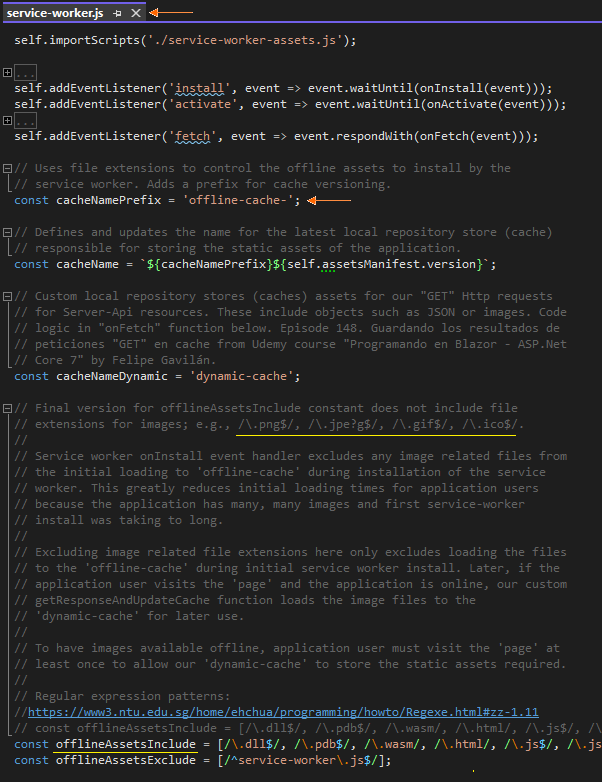 service-worker.js
self.importScripts('./service-worker-assets.js');
...
self.addEventListener('install', event => event.waitUntil(onInstall(event)));
self.addEventListener('activate', event => event.waitUntil(onActivate(event)));
...
self.addEventListener('fetch', event => event.respondWith(onFetch(event)));
// Uses file extensions to control the offline assets to install by the
// service worker. Adds a prefix for cache versioning.
const cacheNamePrefix = 'offline-cache-';
// Defines and updates the name for the latest local repository store (cache)
// responsible for storing the static assets of the application.
const cacheName = `${cacheNamePrefix}${self.assetsManifest.version}`;
// Custom local repository stores (caches) assets for our "GET" Http requests
// for Server-Api resources. These include objects such as JSON or images. Code
// logic in "onFetch" function below. Episode 148. Guardando los resultados de
// peticiones "GET" en cache from Udemy course "Programando en Blazor - ASP.Net
// Core 7" by Felipe Gavilán.
const cacheNameDynamic = 'dynamic-cache';
// Final version for offlineAssetsInclude constant does not include file
// extensions for images; e.g., /\.png$/, /\.jpe?g$/, /\.gif$/, /\.ico$/.
//
// Service worker onInstall event handler excludes any image related files from
// the initial loading to 'offline-cache' during installation of the service
// worker. This greatly reduces initial loading times for application users
// because the application has many, many images and first service-worker
// install was taking to long.
//
// Excluding image related file extensions here only excludes loading the files
// to the 'offline-cache' during initial service worker install. Later, if the
// application user visits the 'page' and the application is online, our custom
// getResponseAndUpdateCache function loads the image files to the
// 'dynamic-cache' for later use.
//
// To have images available offline, application user must visit the 'page' at
// least once to allow our 'dynamic-cache' to store the static assets required.
//
// Regular expression patterns:
//https://www3.ntu.edu.sg/home/ehchua/programming/howto/Regexe.html#zz-1.11
// const offlineAssetsInclude = [/\.dll$/, /\.pdb$/, /\.wasm/, /\.html/, /\.js$/, /\
const offlineAssetsInclude = [/\.dll$/, /\.pdb$/, /\.wasm/, /\.html/, /\.js$/, /\.js
const offlineAssetsExclude = [/^service-worker\.js$/];